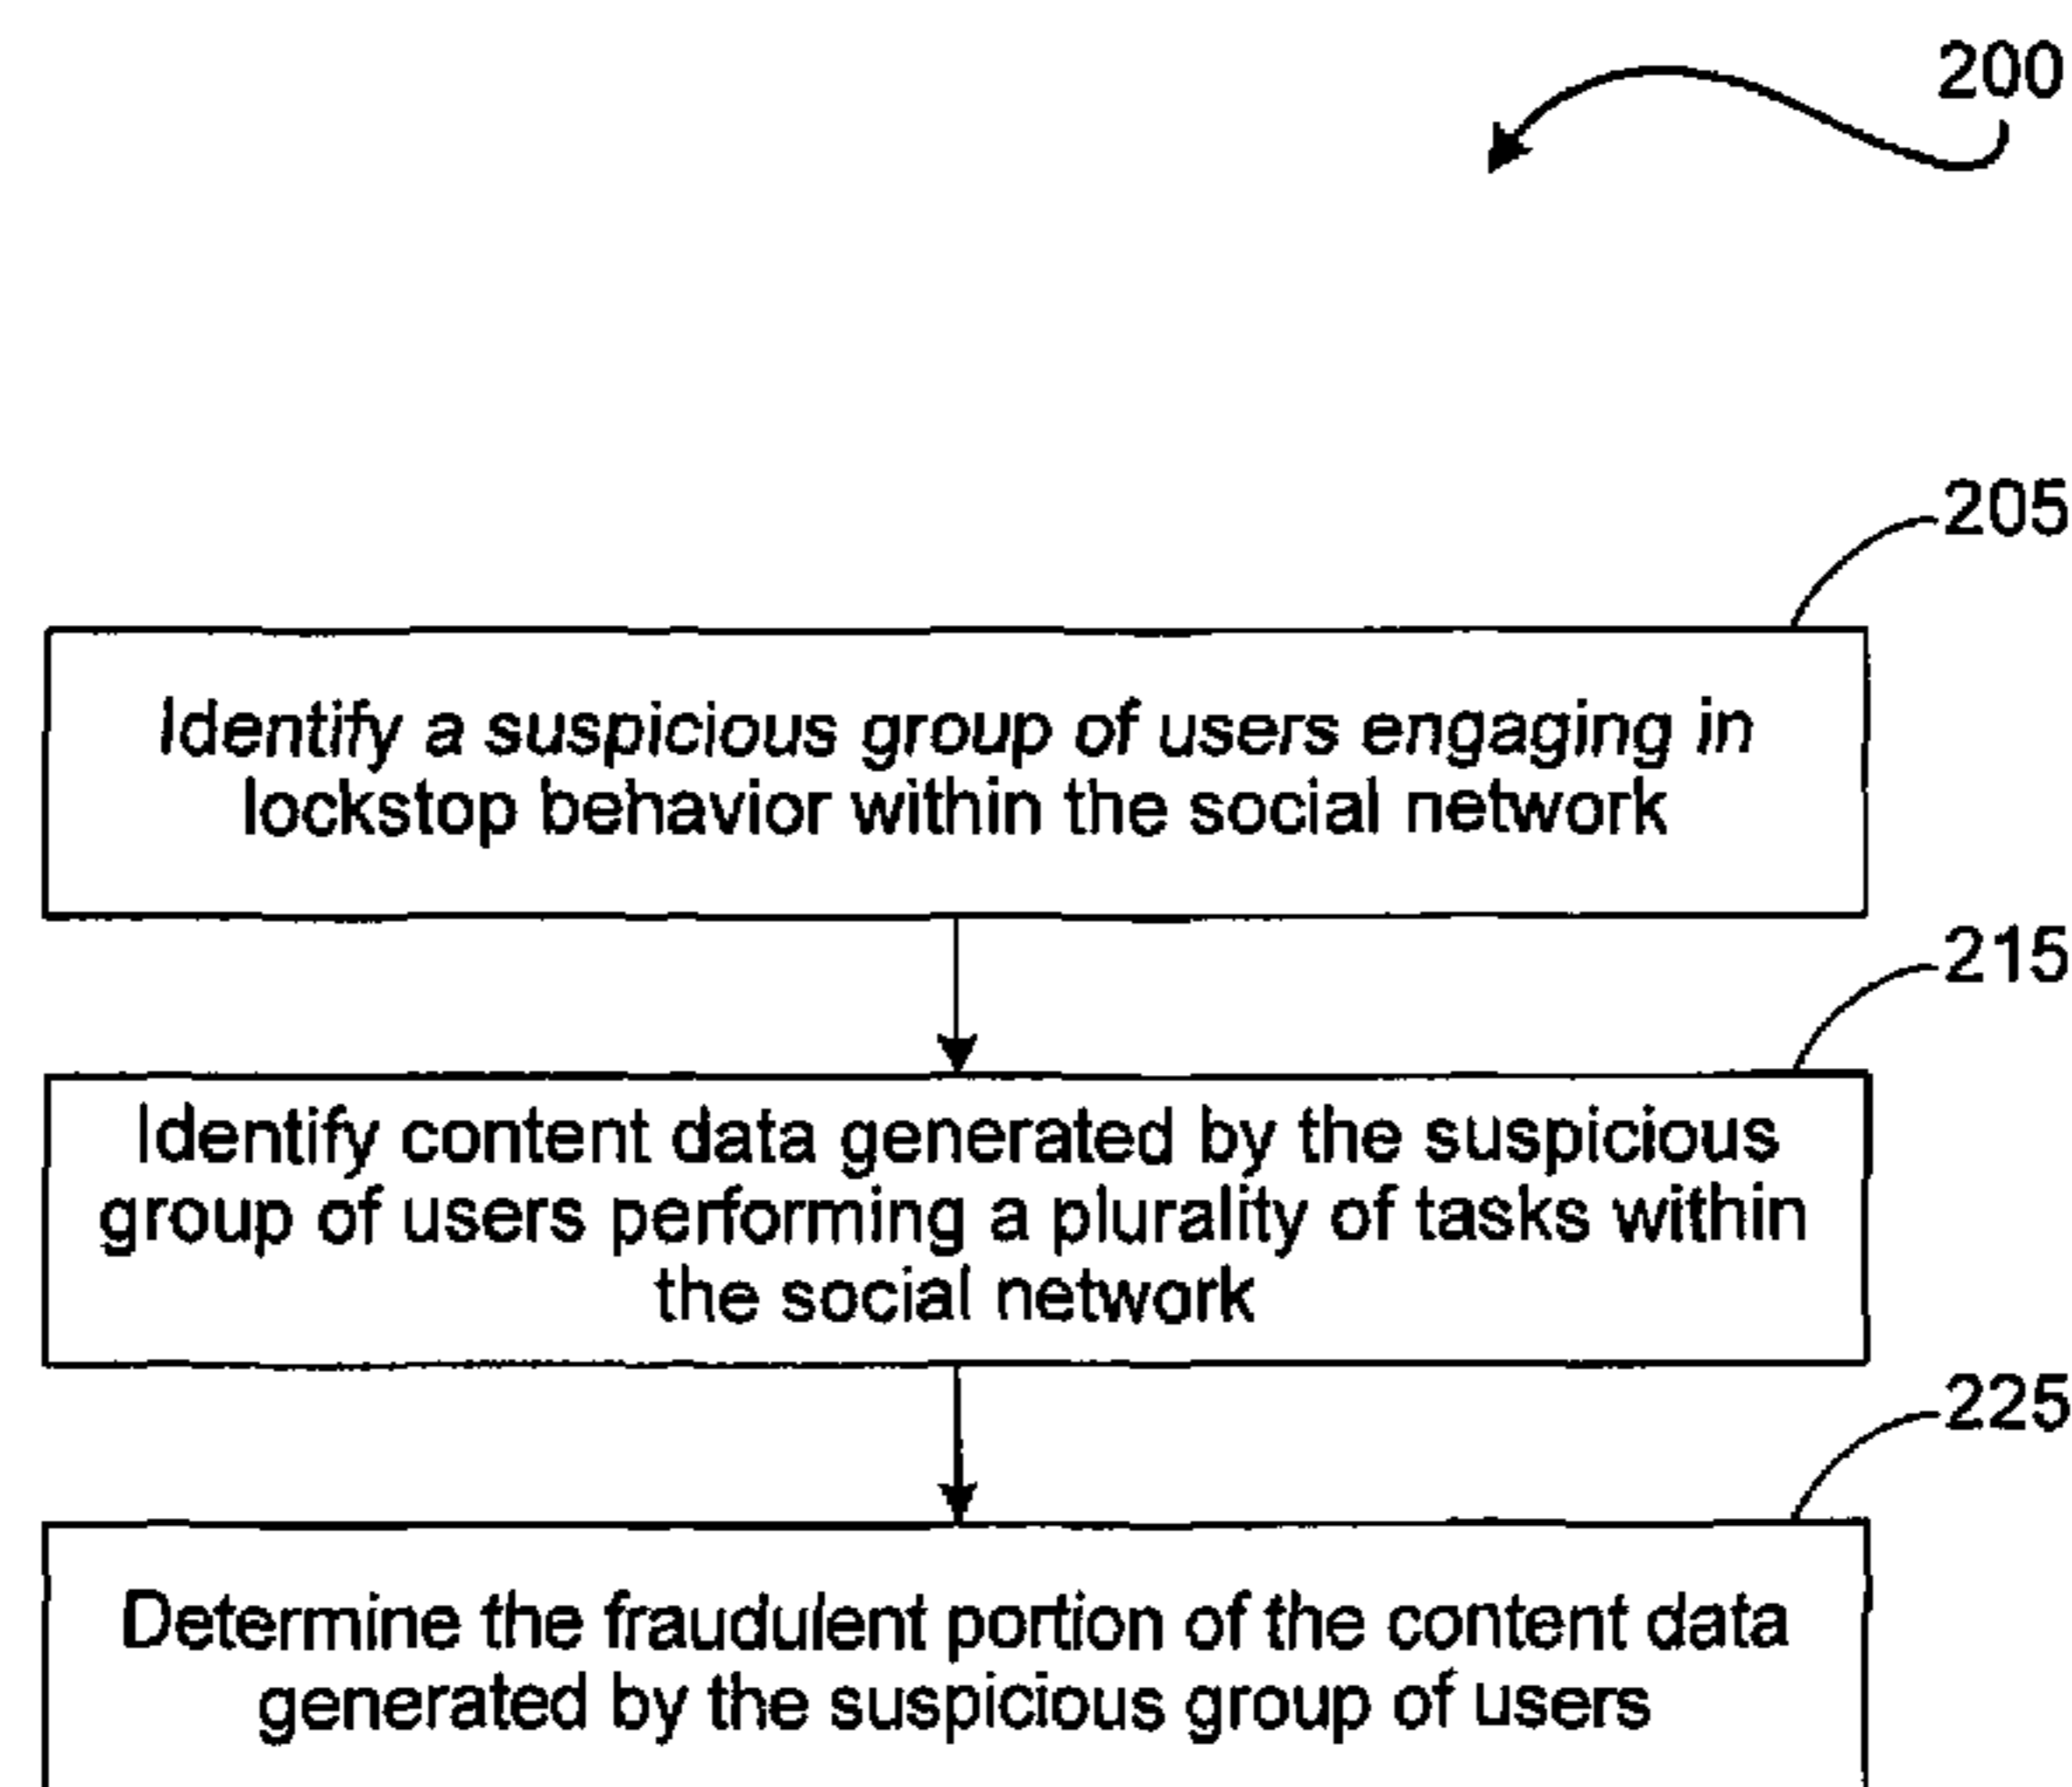 200
205
Identify a suspicious group of users engaging in
lockstop behavior within the social network
215
Identify content data generated by the suspicious
group of users performing a plurality of tasks within
the social network
225
Determine the fraudulent portion of the content data
generated by the suspicious group of users